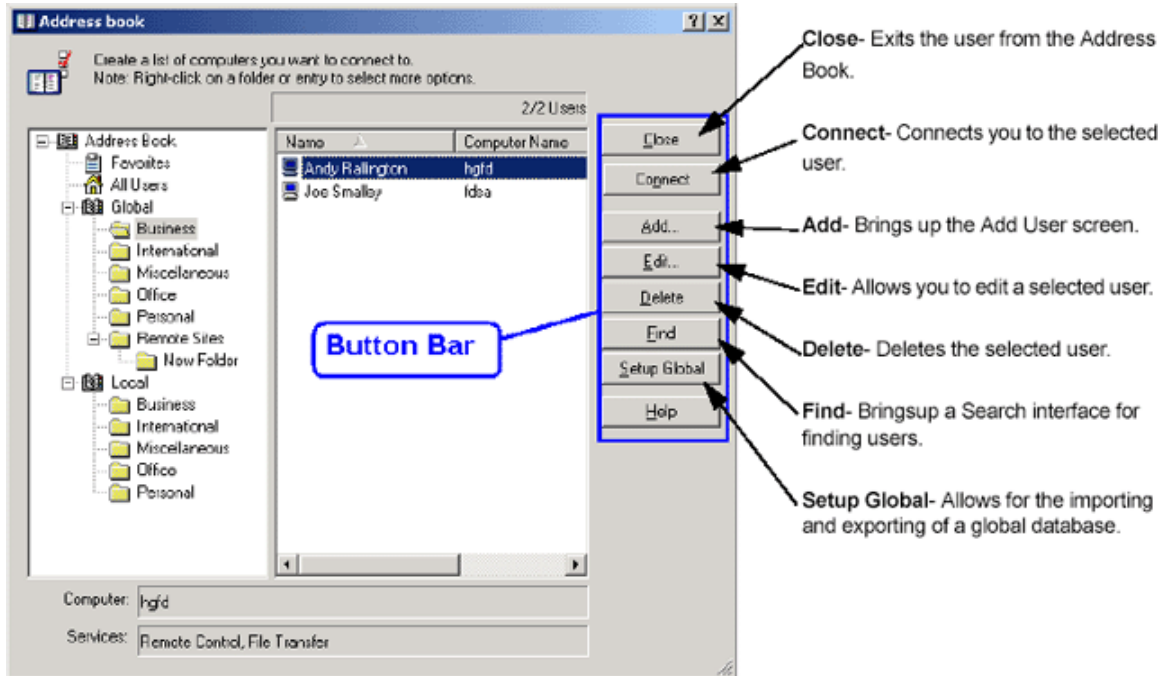 Address book
Create a list of computers you want to connect to.
Note: Right-click on a folder or entry to select more options.
2/2 Users
Address Book
Favorites
All Users
Global
Business
International
Miscellaneous
Office
Personal
Remote Sites
New Folder
Local
Business
International
Miscellaneous
Office
Personal
Name
Computer Name
Andy Rallington
hgfd
Joe Smalley
fdsa
Button Bar
Close
Connect
Add...
Edit...
Delete
Find
Setup Global
Help
Computer:
hgfd
Services:
Remote Control, File Transfer
Close- Exits the user from the Address
Book.
Connect- Connects you to the selected
user.
Add- Brings up the Add User screen.
Edit- Allows you to edit a selected user.
Delete- Deletes the selected user.
Find- Bringsup a Search interface for
finding users.
Setup Global- Allows for the importing
and exporting of a global database.